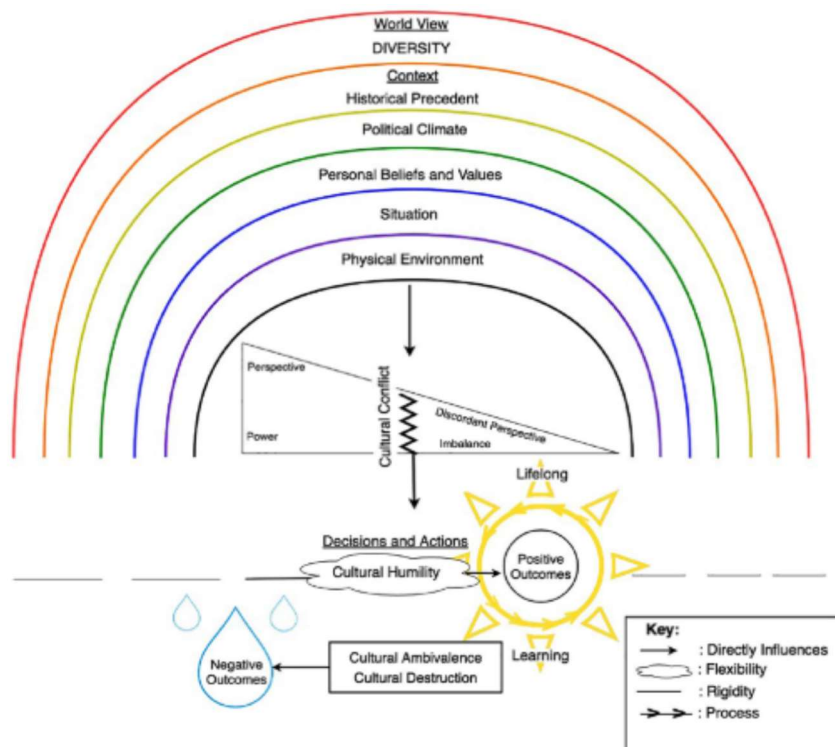 World View
DIVERSITY
Context
Historical Precedent
Political Climate
Personal Beliefs and Values
Situation
Physical Environment
Perspective
Power
Cultural Conflict
Discordant Perspective
Imbalance
Lifelong
Decisions and Actions
Cultural Humility
Positive
Outcomes
Learning
Negative
Outcomes
Cultural Ambivalence
Cultural Destruction
Key:
: Directly Influences
: Flexibility
: Rigidity
: Process